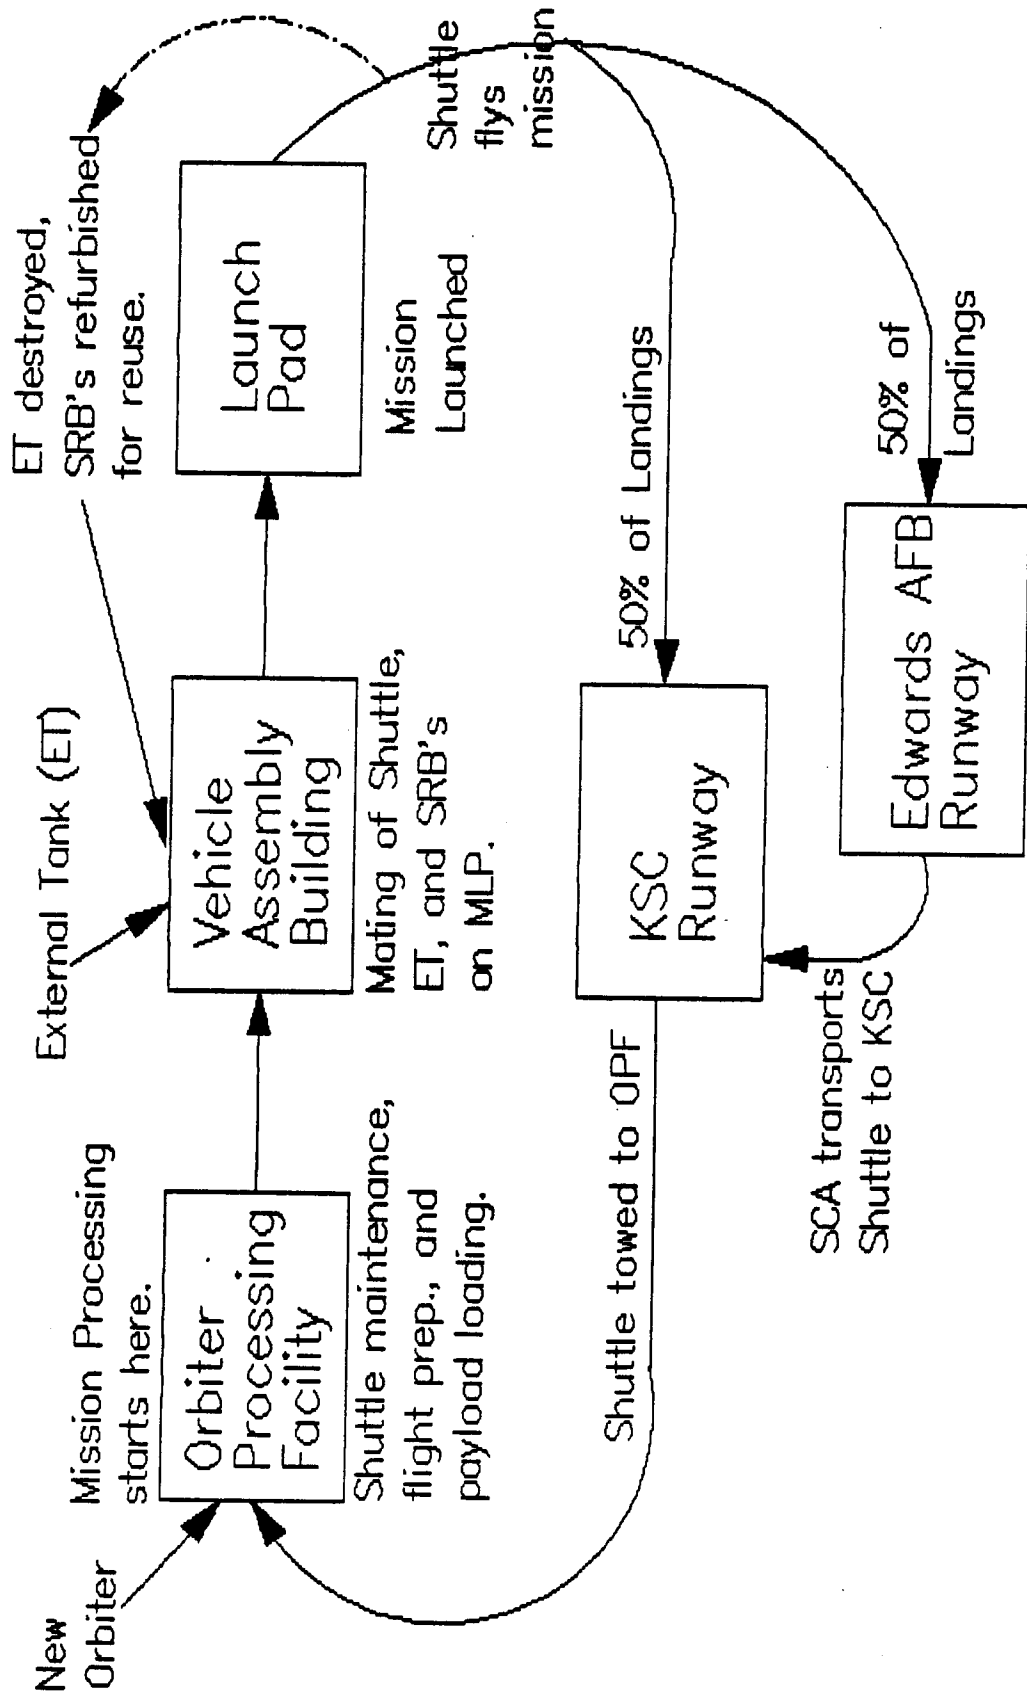 New
Orbiter
Mission Processing
starts here.
Orbiter
Processing
Facility
Shuttle maintenance,
flight prep., and
payload loading.
External Tank (ET)
Vehicle
Assembly
Building
Mating of Shuttle,
ET, and SRB's
on MLP.
ET destroyed,
SRB's refurbished
for reuse.
Launch
Pad
Mission
Launched
Shuttle
flys
mission
50% of Landings
50% of
Landings
KSC
Runway
Edwards AFB
Runway
Shuttle towed to OPF
SCA transports
Shuttle to KSC